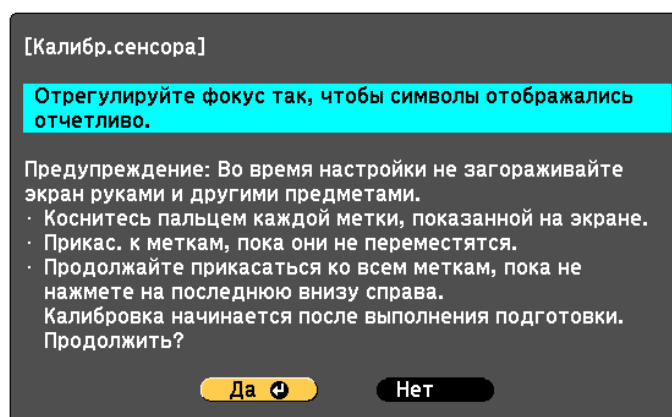 [Калибр.сенсора]
Отрегулируйте фокус так, чтобы символы отображались
отчетливо.
Предупреждение: Во время настройки не загораживайте
экран руками и другими предметами.
· Коснитесь пальцем каждой метки, показанной на экране.
· Прикас. к меткам, пока они не переместятся.
· Продолжайте прикасаться ко всем меткам, пока не
нажмете на последнюю внизу справа.
Калибровка начинается после выполнения подготовки.
Продолжить?
Да Нет